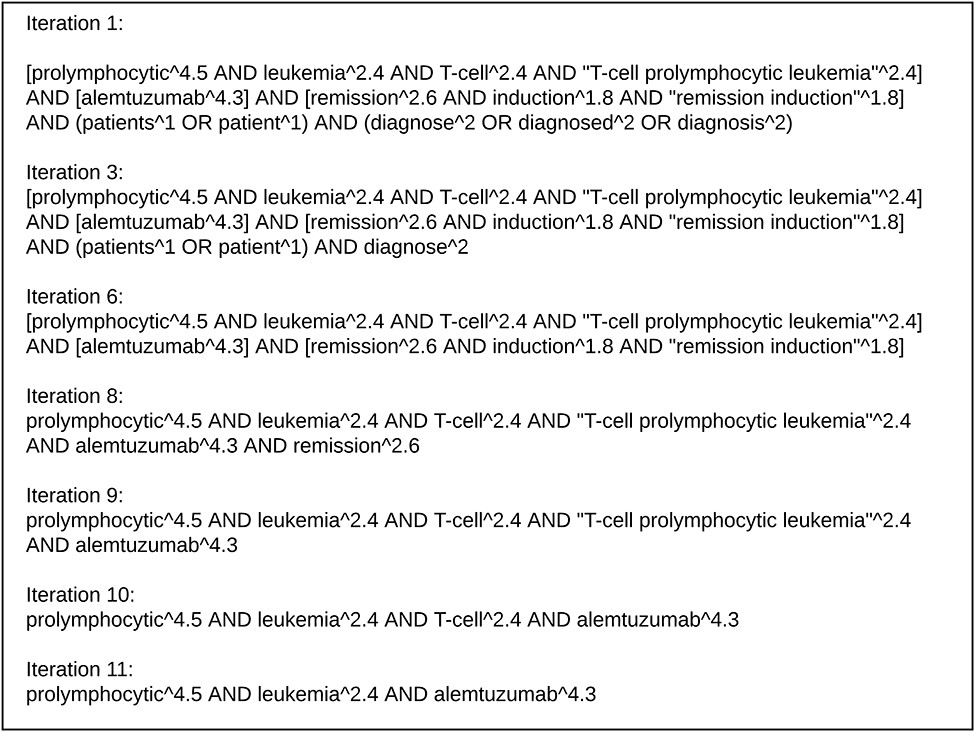 Iteration 1:
[prolymphocytic^4.5 AND leukemia^2.4 AND T-cell^2.4 AND "T-cell prolymphocytic leukemia"^2.4]
AND [alemtuzumab^4.3] AND [remission^2.6 AND induction^1.8 AND "remission induction"^1.8]
AND (patients^1 OR patient^1) AND (diagnose^2 OR diagnosed^2 OR diagnosis^2)
Iteration 3:
[prolymphocytic^4.5 AND leukemia^2.4 AND T-cell^2.4 AND "T-cell prolymphocytic leukemia"^2.4]
AND [alemtuzumab^4.3] AND [remission^2.6 AND induction^1.8 AND "remission induction"^1.8]
AND (patients^1 OR patient^1) AND diagnose^2
Iteration 6:
[prolymphocytic^4.5 AND leukemia^2.4 AND T-cell^2.4 AND "T-cell prolymphocytic leukemia"^2.4]
AND [alemtuzumab^4.3] AND [remission^2.6 AND induction^1.8 AND "remission induction"^1.8]
Iteration 8:
prolymphocytic^4.5 AND leukemia^2.4 AND T-cell^2.4 AND "T-cell prolymphocytic leukemia"^2.4
AND alemtuzumab^4.3 AND remission^2.6
Iteration 9:
prolymphocytic^4.5 AND leukemia^2.4 AND T-cell^2.4 AND "T-cell prolymphocytic leukemia"^2.4
AND alemtuzumab^4.3
Iteration 10:
prolymphocytic^4.5 AND leukemia^2.4 AND T-cell^2.4 AND alemtuzumab^4.3
Iteration 11:
prolymphocytic^4.5 AND leukemia^2.4 AND alemtuzumab^4.3